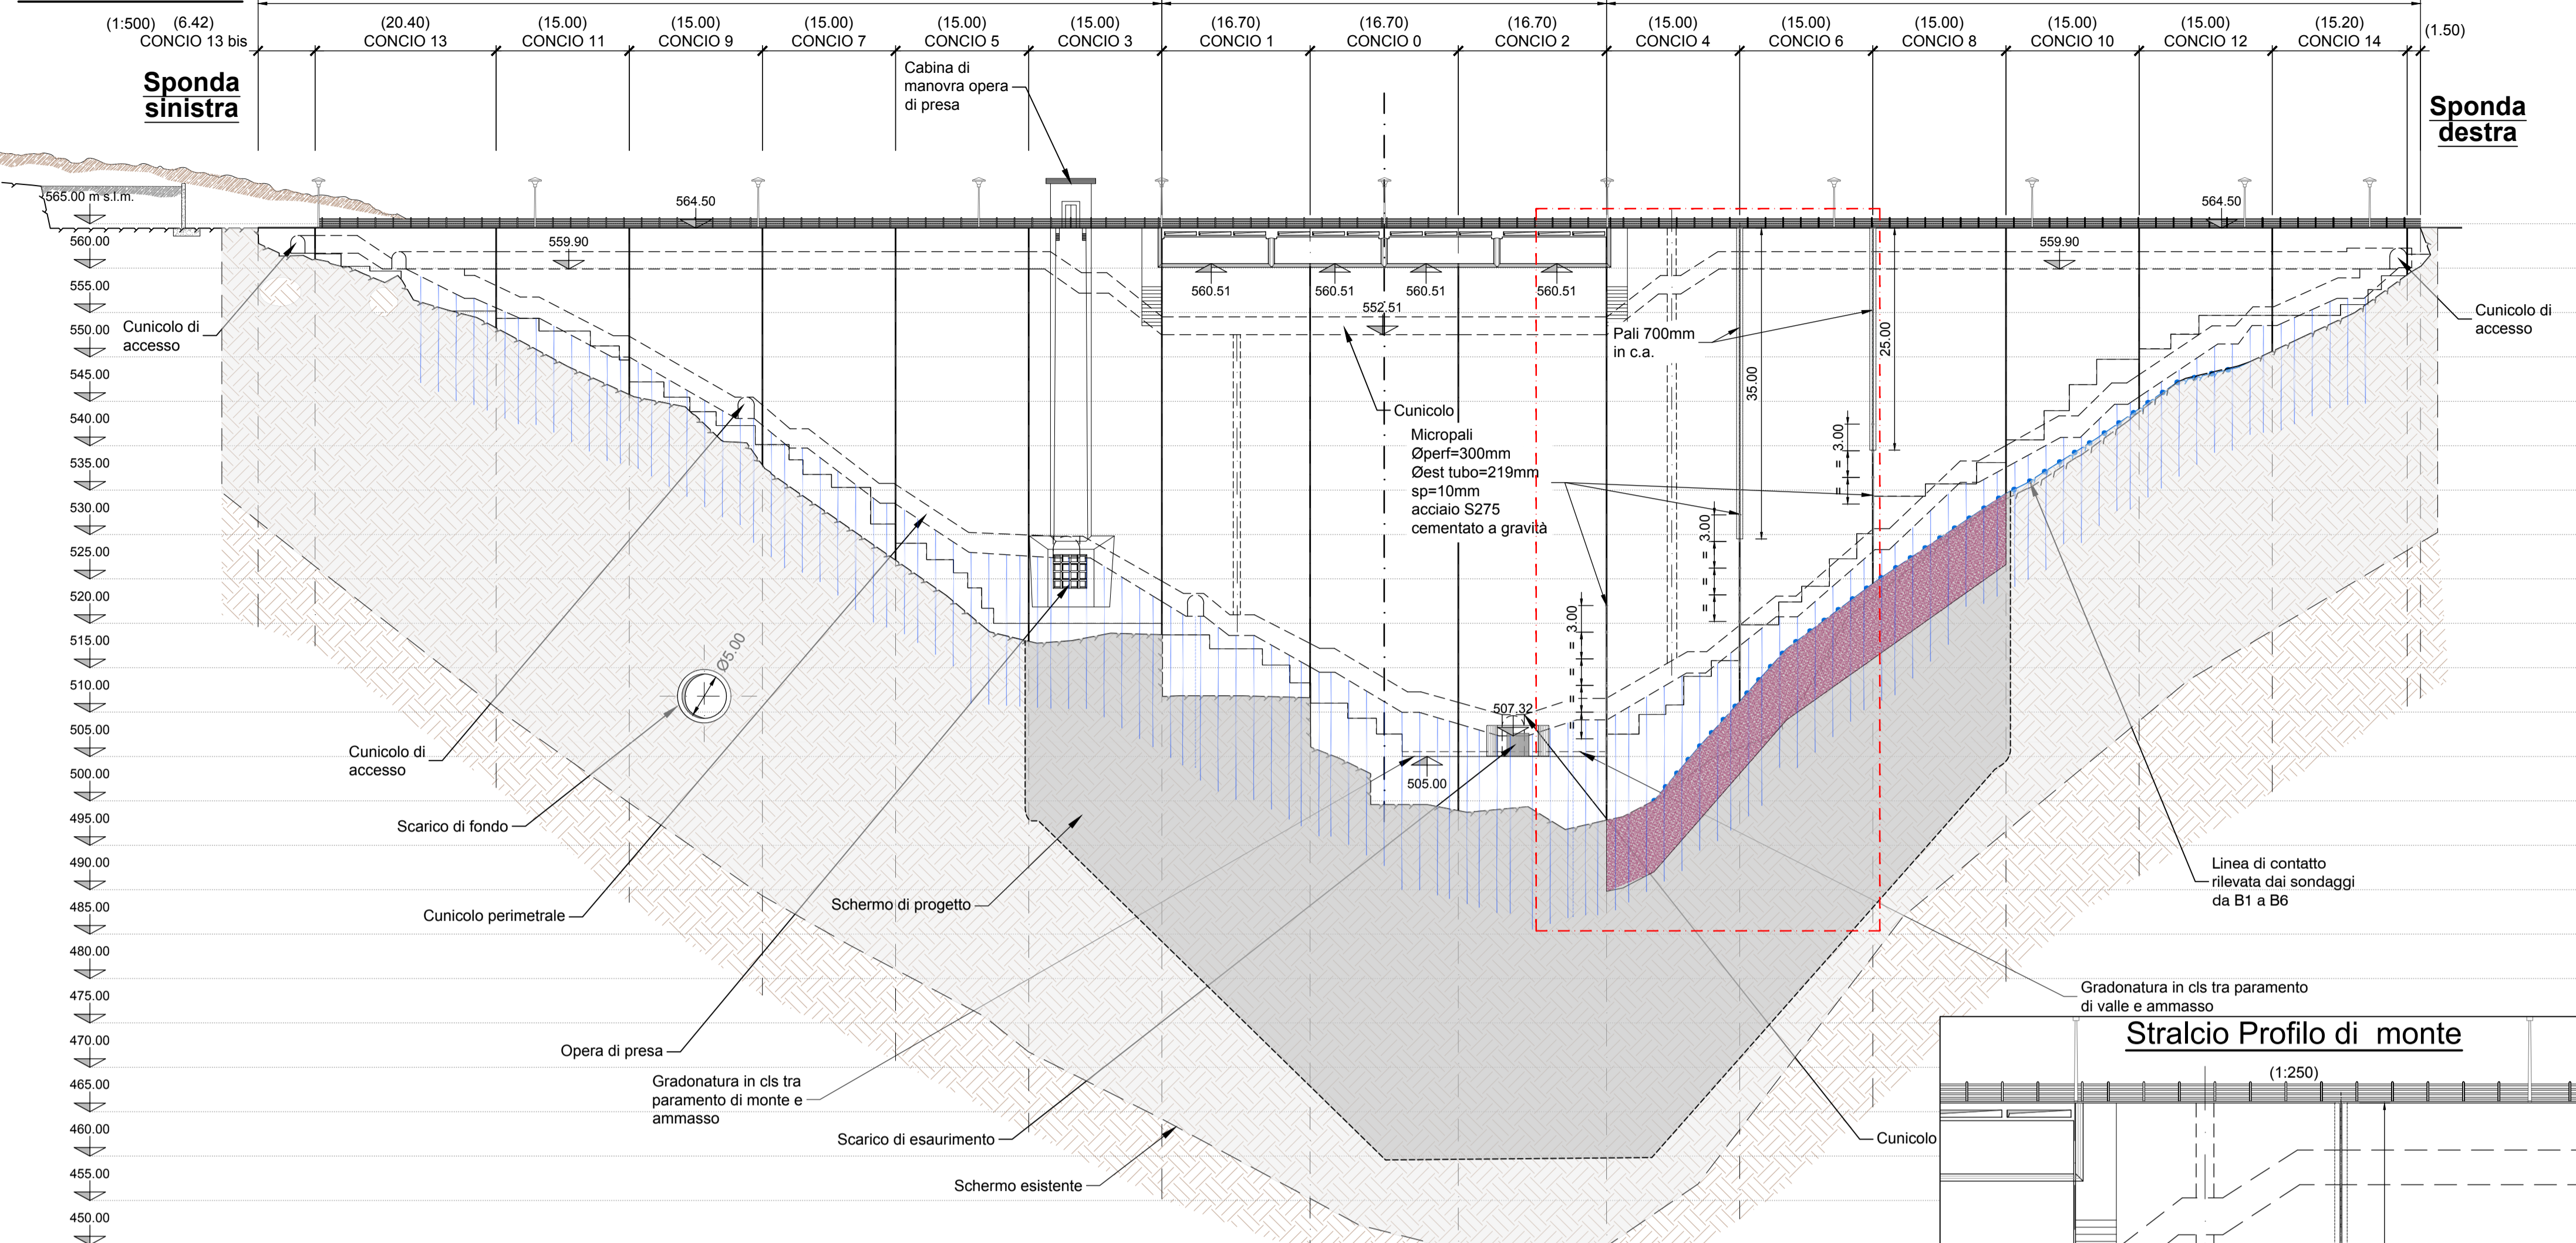 (1:500)
(6.42)
CONCIO 13 bis
(20.40)
CONCIO 13
(15.00)
CONCIO 11
(15.00)
CONCIO 9
(15.00)
CONCIO 7
(15.00)
CONCIO 5
(15.00)
CONCIO 3
(16.70)
CONCIO 1
(16.70)
CONCIO 0
(16.70)
CONCIO 2
(15.00)
CONCIO 4
(15.00)
CONCIO 6
(15.00)
CONCIO 8
(15.00)
CONCIO 10
(15.00)
CONCIO 12
(15.20)
CONCIO 14
(1.50)
Sponda
sinistra
Cabina di
manovra opera
di presa
Sponda
destra
565.00 m s.l.m.
564.50
564.50
560.00
559.90
559.90
555.00
560.51
560.51
560.51
560.51
552.51
Cunicolo di
accesso
Cunicolo di
accesso
550.00
Pali 700mm
in c.a.
25.00
35.00
545.00
540.00
535.00
530.00
525.00
520.00
515.00
510.00
505.00
500.00
495.00
490.00
485.00
480.00
475.00
470.00
465.00
460.00
455.00
450.00
Cunicolo
Micropali
Øperf=300mm
Øest tubo=219mm
sp=10mm
acciaio S275
cementato a gravità
3.00
=
=
3.00
=
=
=
3.00
=
=
=
=
=
Ø5.00
507.32
505.00
Cunicolo di
accesso
Scarico di fondo
Cunicolo perimetrale
Schermo di progetto
Opera di presa
Gradonatura in cls tra
paramento di monte e
ammasso
Scarico di esaurimento
Schermo esistente
Linea di contatto
rilevata dai sondaggi
da B1 a B6
Gradonatura in cls tra paramento
di valle e ammasso
Cunicolo
Stralcio Profilo di monte
(1:250)